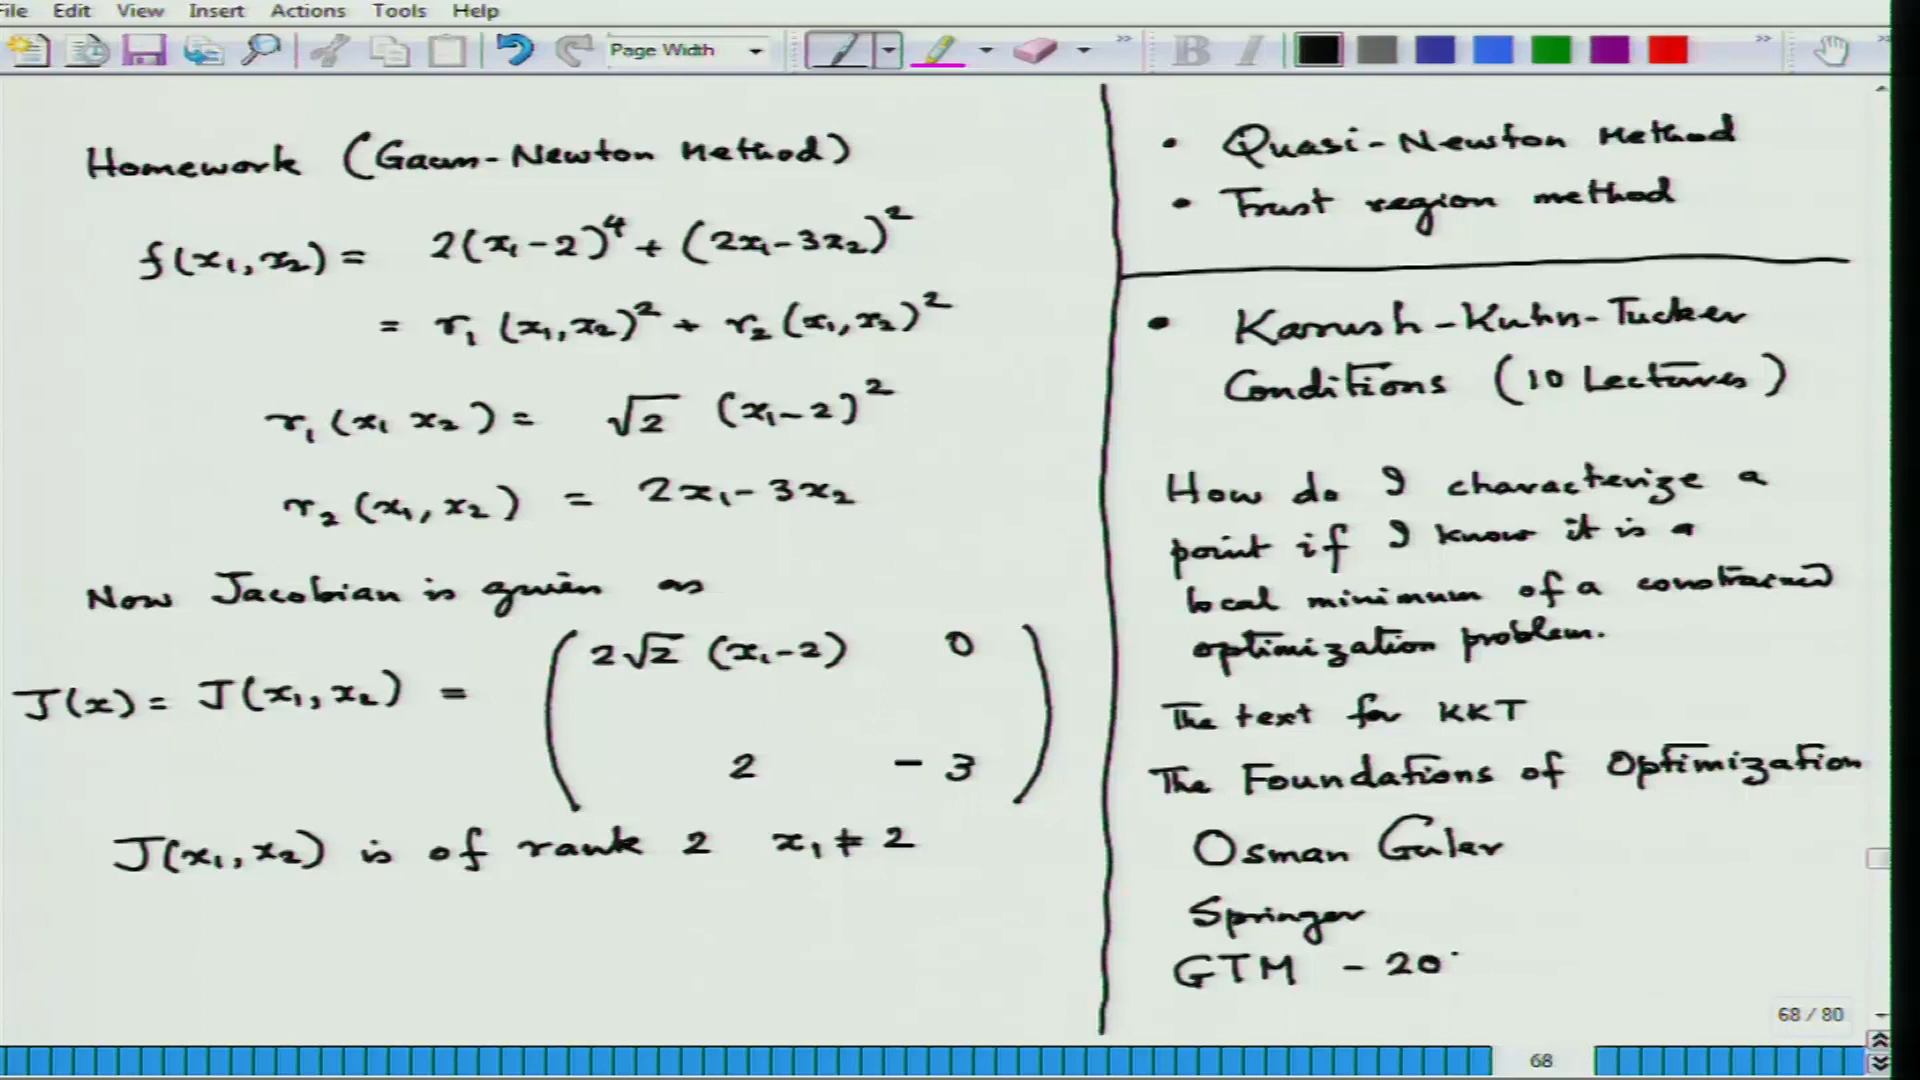 File Edit View Insert Actions Tools Help
Page Width
B I
Homework (Gauss-Newton Method)
f(x₁,x₂) = 2(x₁-2)⁴ + (2x₁-3x₂)²
= r₁(x₁,x₂)² + r₂(x₁,x₂)²
r₁(x₁ x₂) = √2 (x₁-2)²
r₂(x₁,x₂) = 2x₁-3x₂
Now Jacobian is given as
J(x) = J(x₁,x₂) = ( 2√2 (x₁-2) 0
2 -3 )
J(x₁,x₂) is of rank 2 x₁ ≠ 2
• Quasi-Newton Method
• Trust region method
• Karush-Kuhn-Tucker
Conditions (10 Lectures)
How do I characterize a
point if I know it is a
local minimum of a constrained
optimization problem.
The text for KKT
The Foundations of Optimization
Osman Guler
Springer
GTM - 20
68 / 80
68